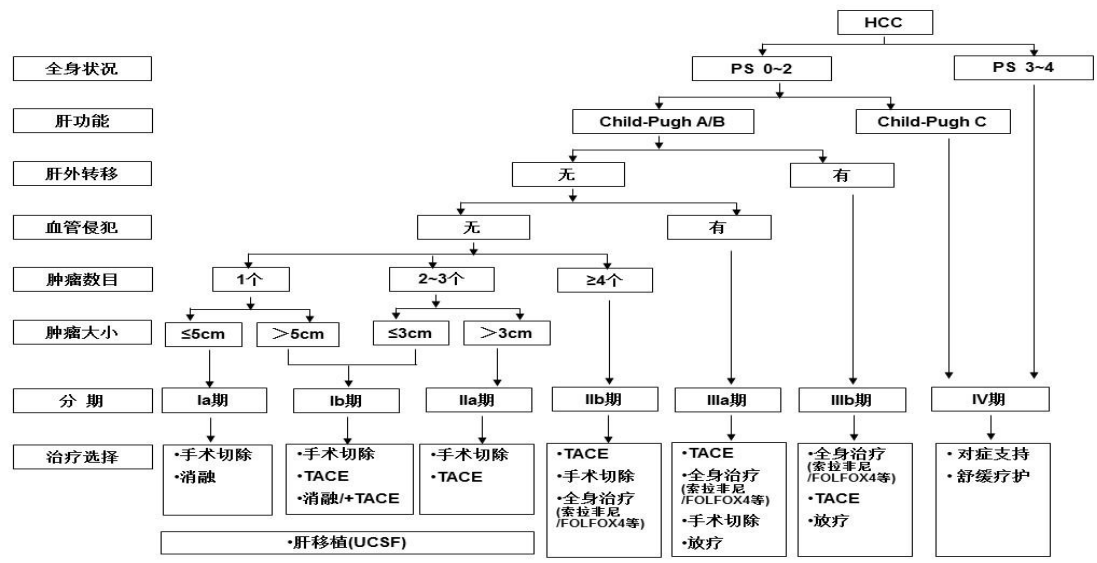 HCC
全身状况
PS 0~2
PS 3~4
肝功能
Child-Pugh A/B
Child-Pugh C
肝外转移
无
有
血管侵犯
无
有
肿瘤数目
1个
2~3个
≥4个
肿瘤大小
≤5cm
＞5cm
≤3cm
＞3cm
分 期
Ia期
Ib期
IIa期
IIb期
IIIa期
IIIb期
IV期
治疗选择
•手术切除
•消融
•手术切除
•TACE
•消融/+TACE
•手术切除
•TACE
•TACE
•手术切除
•全身治疗
(索拉非尼
/FOLFOX4等)
•TACE
•全身治疗
(索拉非尼
/FOLFOX4等)
•手术切除
•放疗
•全身治疗
(索拉非尼
/FOLFOX4等)
•TACE
•放疗
• 对症支持
• 舒缓疗护
•肝移植(UCSF)